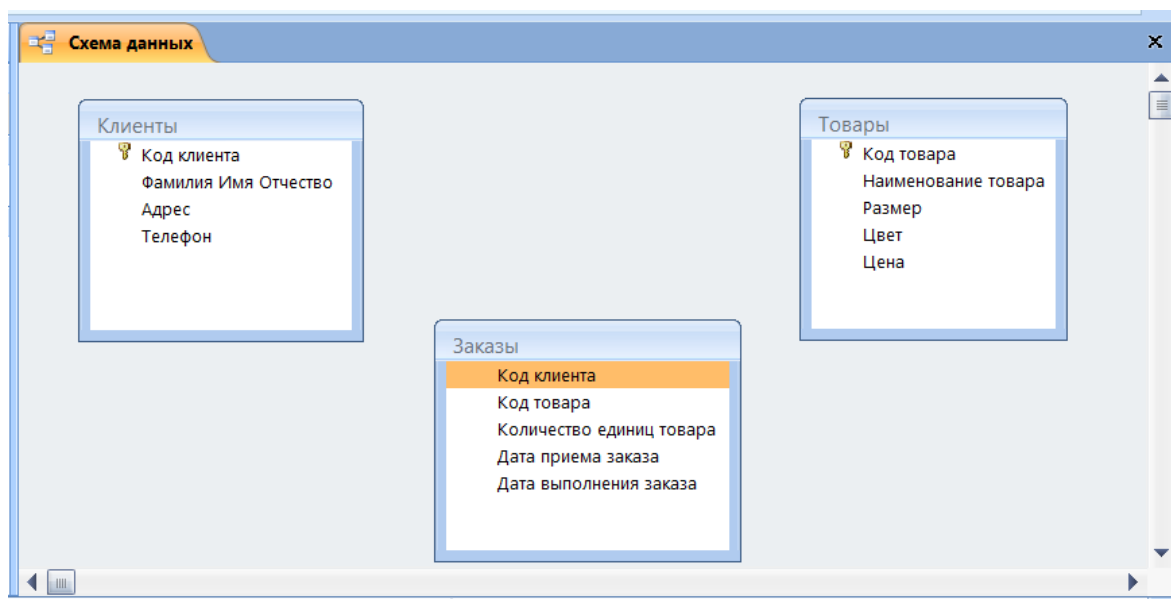 Схема данных
Клиенты
Код клиента
Фамилия Имя Отчество
Адрес
Телефон
Товары
Код товара
Наименование товара
Размер
Цвет
Цена
Заказы
Код клиента
Код товара
Количество единиц товара
Дата приема заказа
Дата выполнения заказа